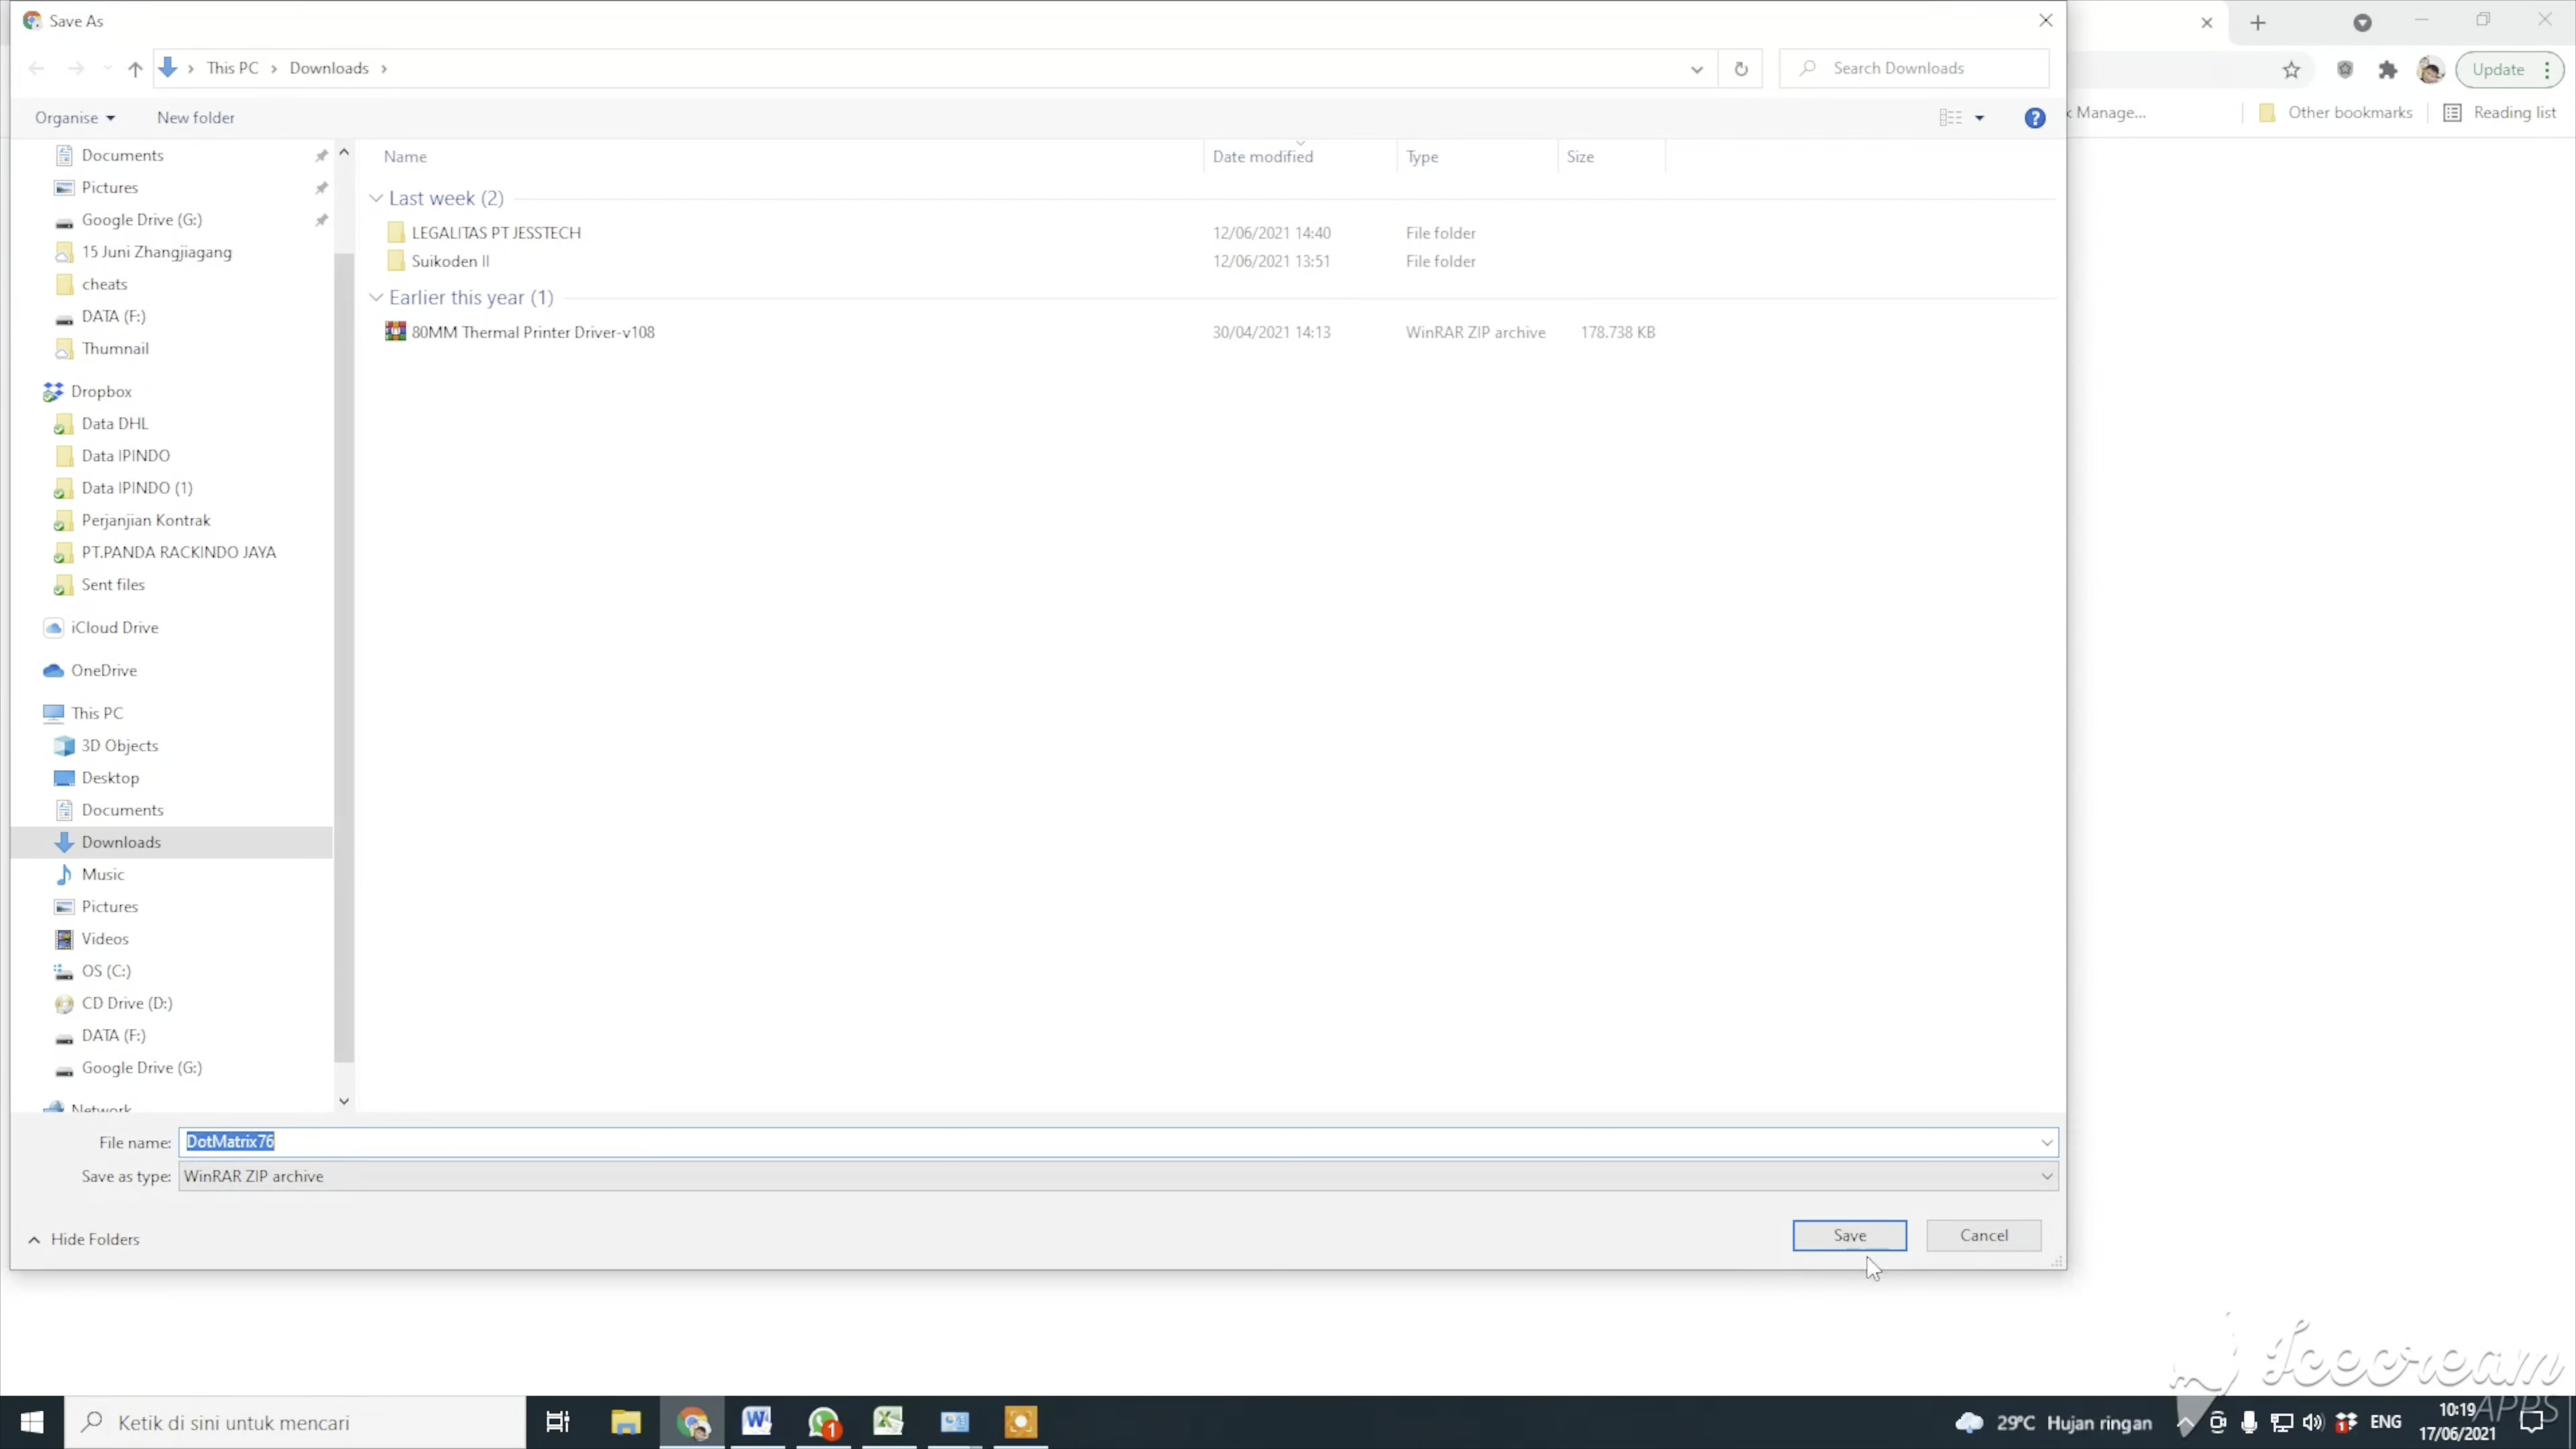 Save As
This PC > Downloads >
Search Downloads
Update
Organise
New folder
k Manage...
Other bookmarks
Reading list
Documents
Pictures
Google Drive (G:)
15 Juni Zhangjiagang
cheats
DATA (F:)
Thumnail
Dropbox
Data DHL
Data IPINDO
Data IPINDO (1)
Perjanjian Kontrak
PT.PANDA RACKINDO JAYA
Sent files
iCloud Drive
OneDrive
This PC
3D Objects
Desktop
Documents
Downloads
Music
Pictures
Videos
OS (C:)
CD Drive (D:)
DATA (F:)
Google Drive (G:)
Network
Name Date modified Type Size
Last week (2)
LEGALITAS PT JESSTECH 12/06/2021 14:40 File folder
Suikoden II 12/06/2021 13:51 File folder
Earlier this year (1)
80MM Thermal Printer Driver-v108 30/04/2021 14:13 WinRAR ZIP archive 178.738 KB
File name: DotMatrix76
Save as type: WinRAR ZIP archive
Hide Folders
Save
Cancel
Icecream
APPS
Ketik di sini untuk mencari
1
29°C Hujan ringan
1
ENG
10:19
17/06/2021